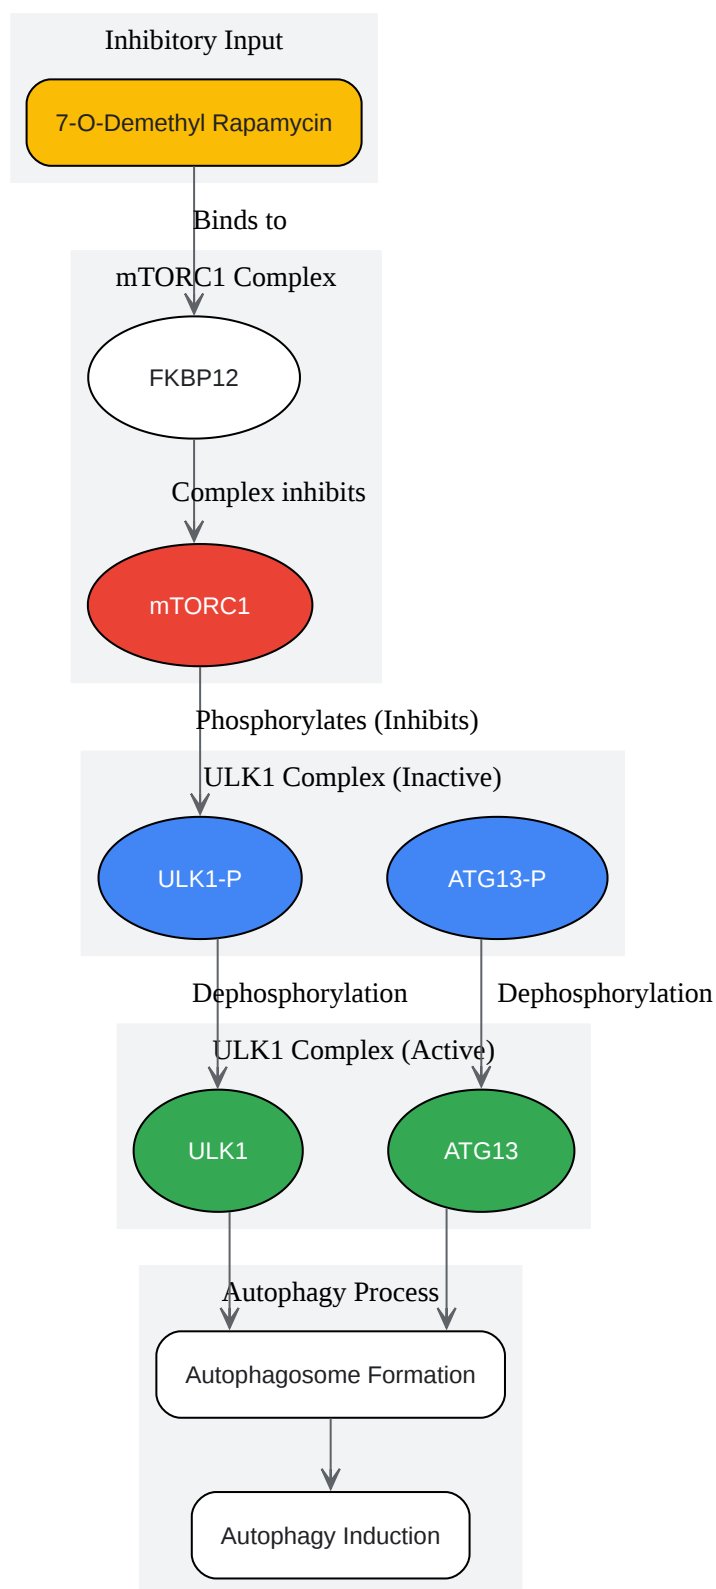 Inhibitory Input
7-O-Demethyl Rapamycin
Binds to
mTORC1 Complex
FKBP12
Complex inhibits
mTORC1
Phosphorylates (Inhibits)
ULK1 Complex (Inactive)
ULK1-P
ATG13-P
Dephosphorylation
Dephosphorylation
ULK1 Complex (Active)
ULK1
ATG13
Autophagy Process
Autophagosome Formation
Autophagy Induction